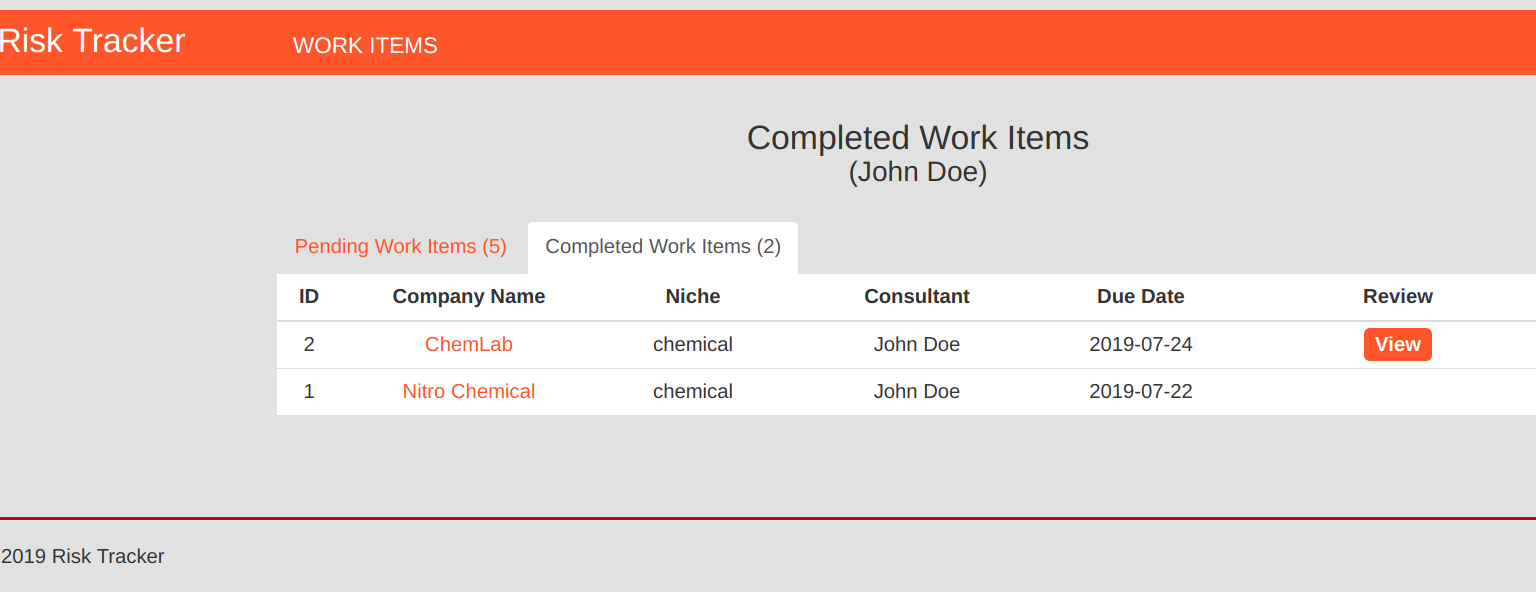 Risk Tracker WORK ITEMS
Completed Work Items
(John Doe)
Pending Work Items (5) Completed Work Items (2)
ID Company Name Niche Consultant Due Date Review
2 ChemLab chemical John Doe 2019-07-24 View
1 Nitro Chemical chemical John Doe 2019-07-22
2019 Risk Tracker